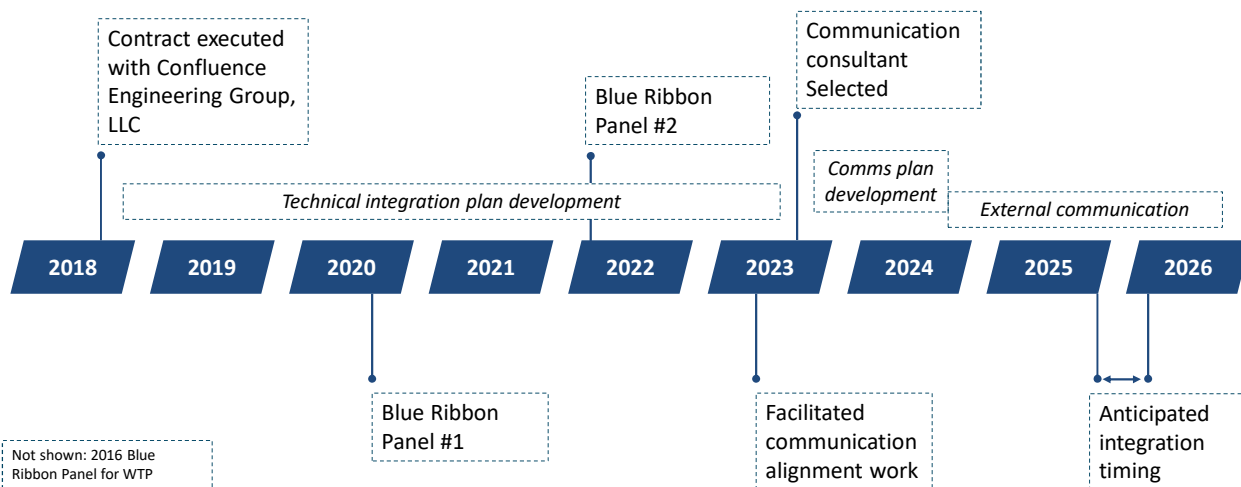 Contract executed
with Confluence
Engineering Group,
LLC
Blue Ribbon
Panel #2
Communication
consultant
Selected
Technical integration plan development
Comms plan
development
External communication
2018
2019
2020
2021
2022
2023
2024
2025
2026
Blue Ribbon
Panel #1
Facilitated
communication
alignment work
Anticipated
integration
timing
Not shown: 2016 Blue
Ribbon Panel for WTP